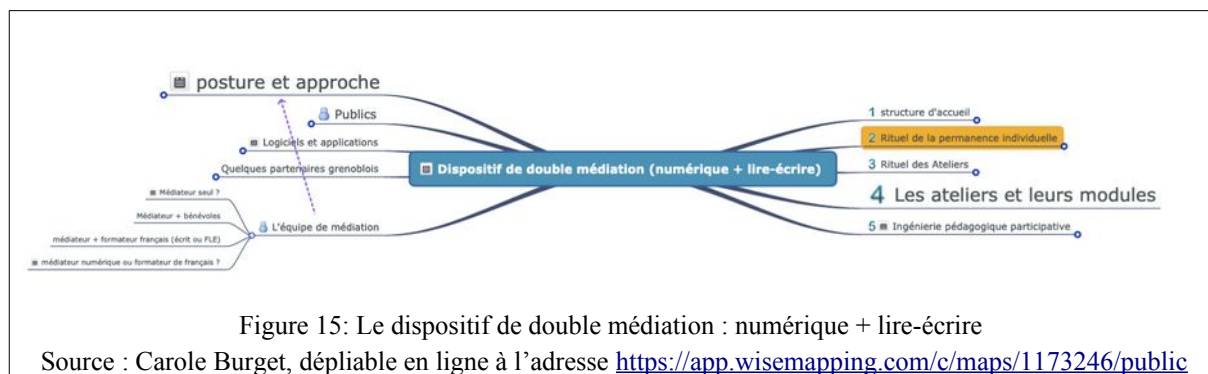 posture et approche
Publics
Logiciels et applications
Quelques partenaires grenoblois
Médiateur seul ?
Médiateur + bénévoles
médiateur + formateur français (écrit ou FLE)
médiateur numérique ou formateur de français ?
L'équipe de médiation
Dispositif de double médiation (numérique + lire-écrire)
1 structure d'accueil
2 Rituel de la permanence individuelle
3 Rituel des Ateliers
4 Les ateliers et leurs modules
5 Ingénierie pédagogique participative
Figure 15: Le dispositif de double médiation : numérique + lire-écrire
Source : Carole Burget, dépliable en ligne à l’adresse https://app.wisemapping.com/c/maps/1173246/public